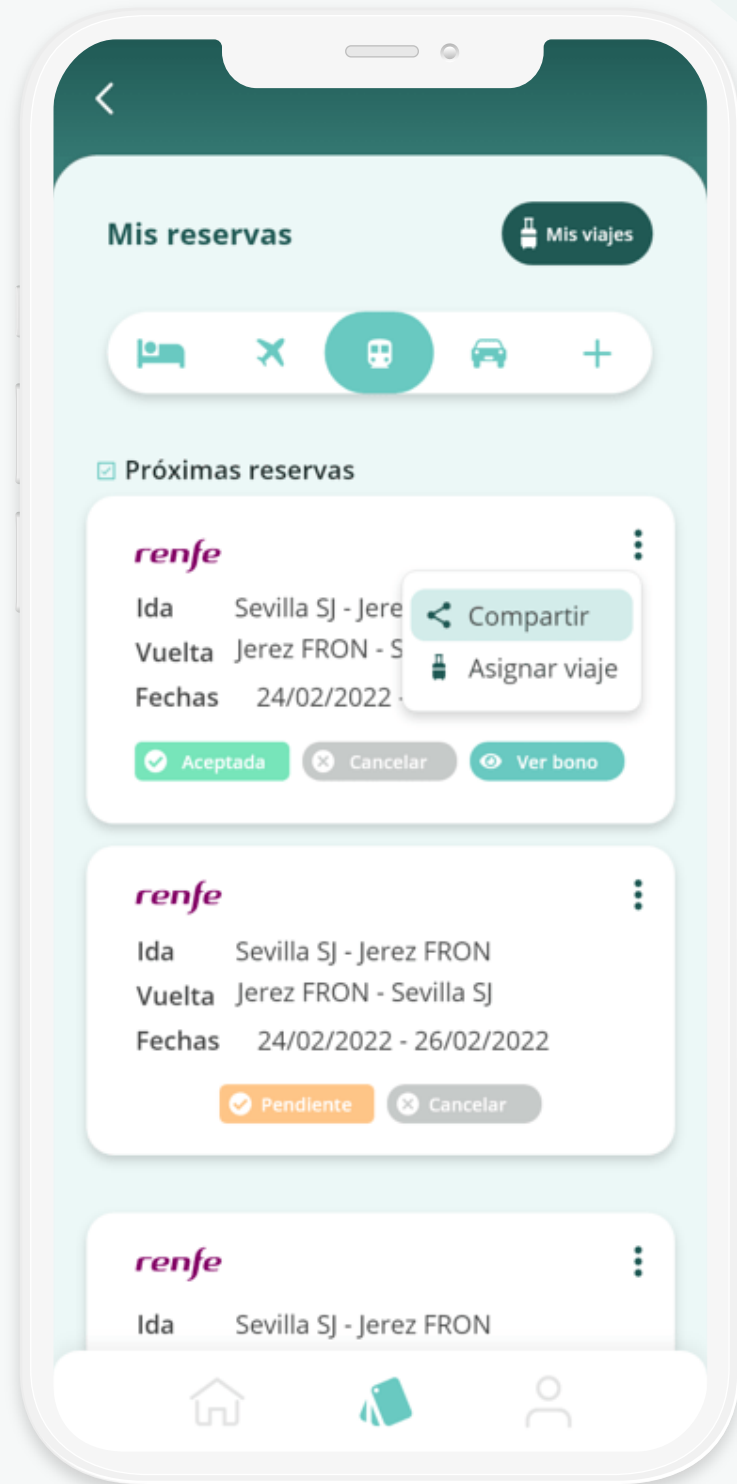 Mis reservas
Mis viajes
Próximas reservas
renfe
Ida Sevilla SJ - Jere
Compartir
Vuelta Jerez FRON - S
Asignar viaje
Fechas 24/02/2022 -
Aceptada Cancelar Ver bono
renfe
Ida Sevilla SJ - Jerez FRON
Vuelta Jerez FRON - Sevilla SJ
Fechas 24/02/2022 - 26/02/2022
Pendiente Cancelar
renfe
Ida Sevilla SJ - Jerez FRON